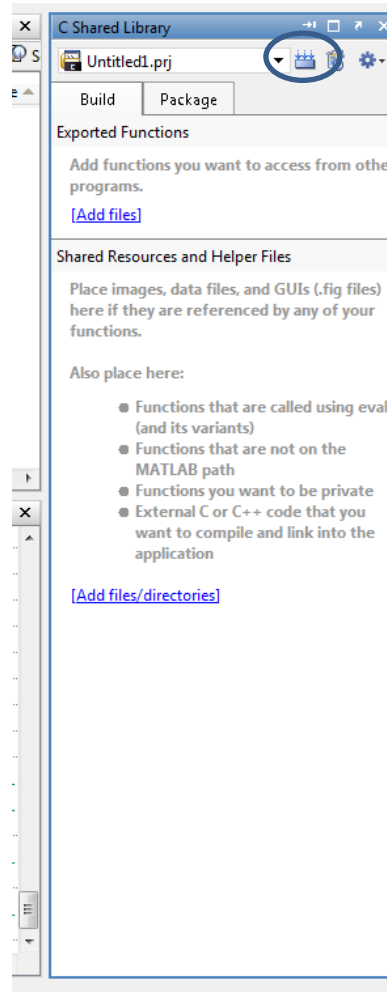 C Shared Library
S
Untitled1.prj
e
Build Package
Exported Functions
Add functions you want to access from othe
programs.
[Add files]
Shared Resources and Helper Files
Place images, data files, and GUIs (.fig files)
here if they are referenced by any of your
functions.
Also place here:
Functions that are called using eval
(and its variants)
Functions that are not on the
MATLAB path
Functions you want to be private
External C or C++ code that you
want to compile and link into the
application
[Add files/directories]